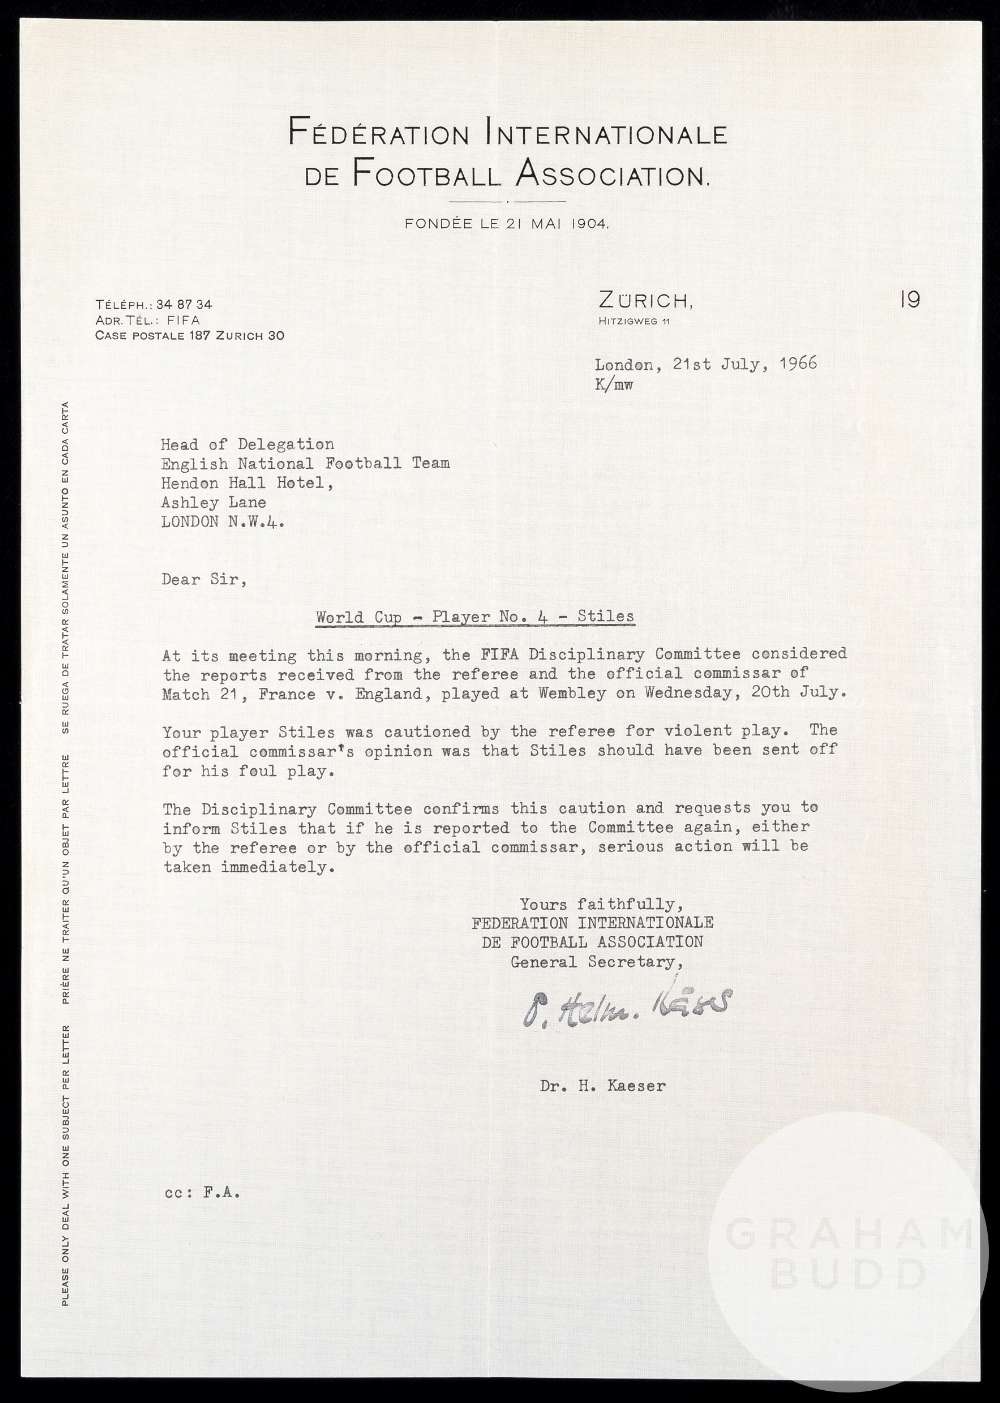 FÉDÉRATION INTERNATIONALE
DE FOOTBALL ASSOCIATION.
FONDÉE LE 21 MAI 1904.
TÉLÉPH.: 34 87 34
ADR. TÉL.: FIFA
CASE POSTALE 187 ZURICH 30
ZÜRICH,
HITZIGWEG 11
19
London, 21st July, 1966
K/mw
Head of Delegation
English National Football Team
Hendon Hall Hotel,
Ashley Lane
LONDON N.W.4.
Dear Sir,
World Cup - Player No. 4 - Stiles
At its meeting this morning, the FIFA Disciplinary Committee considered
the reports received from the referee and the official commissar of
Match 21, France v. England, played at Wembley on Wednesday, 20th July.
Your player Stiles was cautioned by the referee for violent play. The
official commissar's opinion was that Stiles should have been sent off
for his foul play.
The Disciplinary Committee confirms this caution and requests you to
inform Stiles that if he is reported to the Committee again, either
by the referee or by the official commissar, serious action will be
taken immediately.
Yours faithfully,
FEDERATION INTERNATIONALE
DE FOOTBALL ASSOCIATION
General Secretary,
Dr. H. Kaeser
cc: F.A.
PLEASE ONLY DEAL WITH ONE SUBJECT PER LETTER PRIÈRE NE TRAITER QU'UN OBJET PAR LETTRE SE RUEGA DE TRATAR SOLAMENTE UN ASUNTO EN CADA CARTA
GRAHAM
BUDD